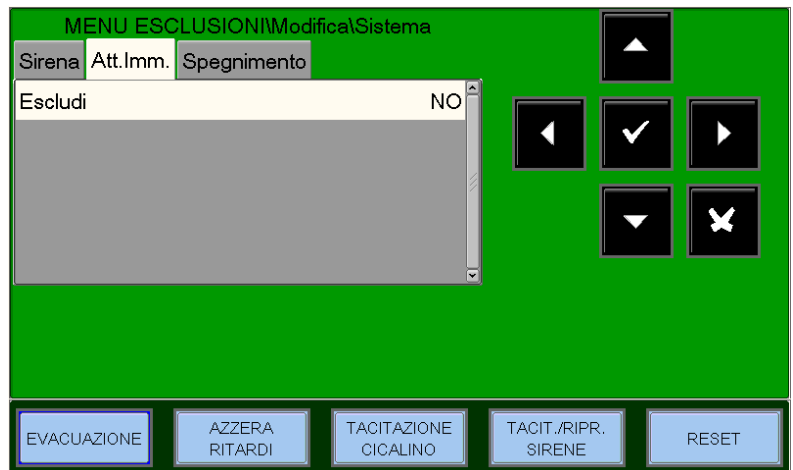 MENU ESCLUSIONI\Modifica\Sistema
Sirena Att.Imm. Spegnimento
Escludi NO
EVACUAZIONE
AZZERA
RITARDI
TACITAZIONE
CICALINO
TACIT./RIPR.
SIRENE
RESET